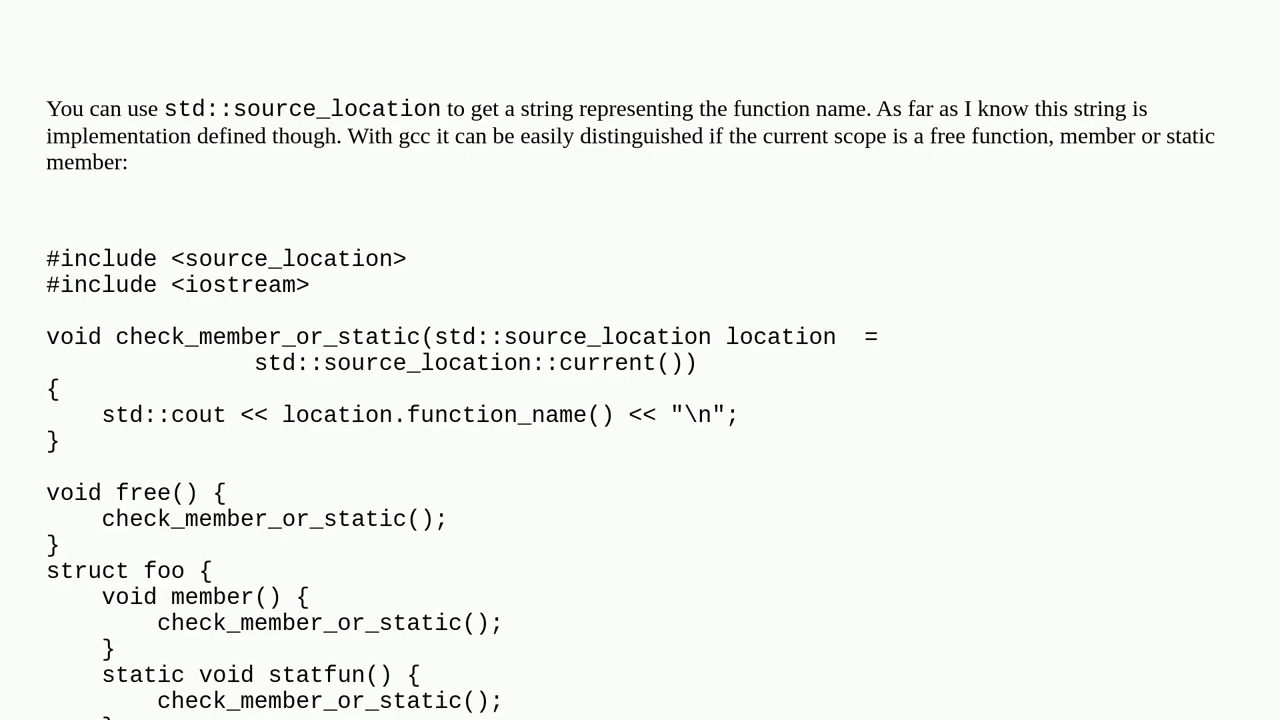 You can use std::source_location to get a string representing the function name. As far as I know this string is
implementation defined though. With gcc it can be easily distinguished if the current scope is a free function, member or static
member:
#include <source_location>
#include <iostream>
void check_member_or_static(std::source_location location  =
               std::source_location::current())
{
    std::cout << location.function_name() << "\n";
}
void free() {
    check_member_or_static();
}
struct foo {
    void member() {
        check_member_or_static();
    }
    static void statfun() {
        check_member_or_static();
    }